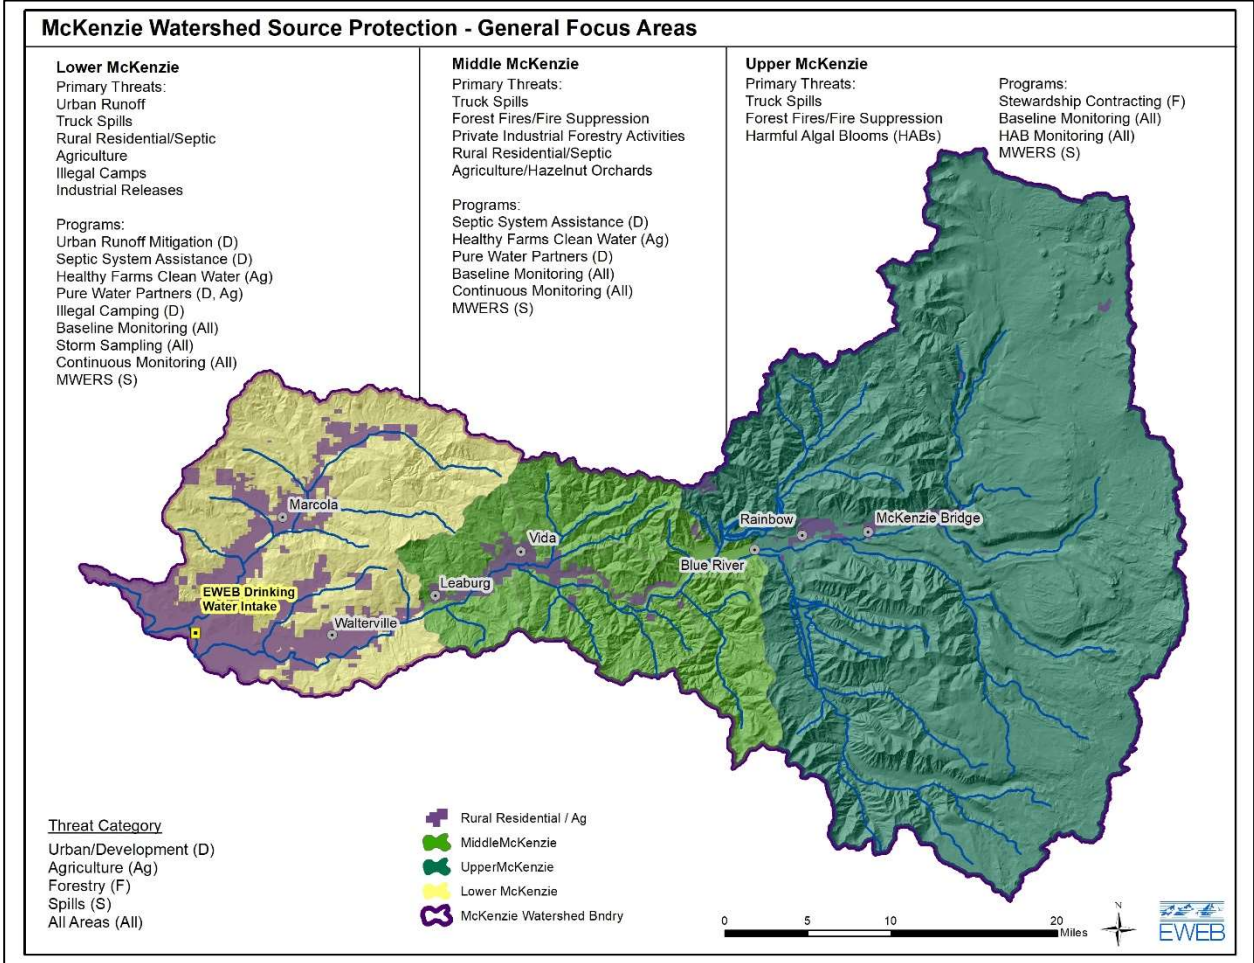 McKenzie Watershed Source Protection - General Focus Areas
Lower McKenzie
Primary Threats:
Urban Runoff
Truck Spills
Rural Residential/Septic
Agriculture
Illegal Camps
Industrial Releases
Programs:
Urban Runoff Mitigation (D)
Septic System Assistance (D)
Healthy Farms Clean Water (Ag)
Pure Water Partners (D, Ag)
Illegal Camping (D)
Baseline Monitoring (All)
Storm Sampling (All)
Continuous Monitoring (All)
MWERS (S)
Middle McKenzie
Primary Threats:
Truck Spills
Forest Fires/Fire Suppression
Private Industrial Forestry Activities
Rural Residential/Septic
Agriculture/Hazelnut Orchards
Programs:
Septic System Assistance (D)
Healthy Farms Clean Water (Ag)
Pure Water Partners (D)
Baseline Monitoring (All)
Continuous Monitoring (All)
MWERS (S)
Upper McKenzie
Primary Threats:
Truck Spills
Forest Fires/Fire Suppression
Harmful Algal Blooms (HABs)
Programs:
Stewardship Contracting (F)
Baseline Monitoring (All)
HAB Monitoring (All)
MWERS (S)
Marcola
Vida
Rainbow
McKenzie Bridge
Blue River
Leaburg
EWEB Drinking
Water Intake
Walterville
Threat Category
Urban/Development (D)
Agriculture (Ag)
Forestry (F)
Spills (S)
All Areas (All)
Rural Residential / Ag
MiddleMcKenzie
UpperMcKenzie
Lower McKenzie
McKenzie Watershed Bndry
0 5 10 20
Miles
N
EWEB